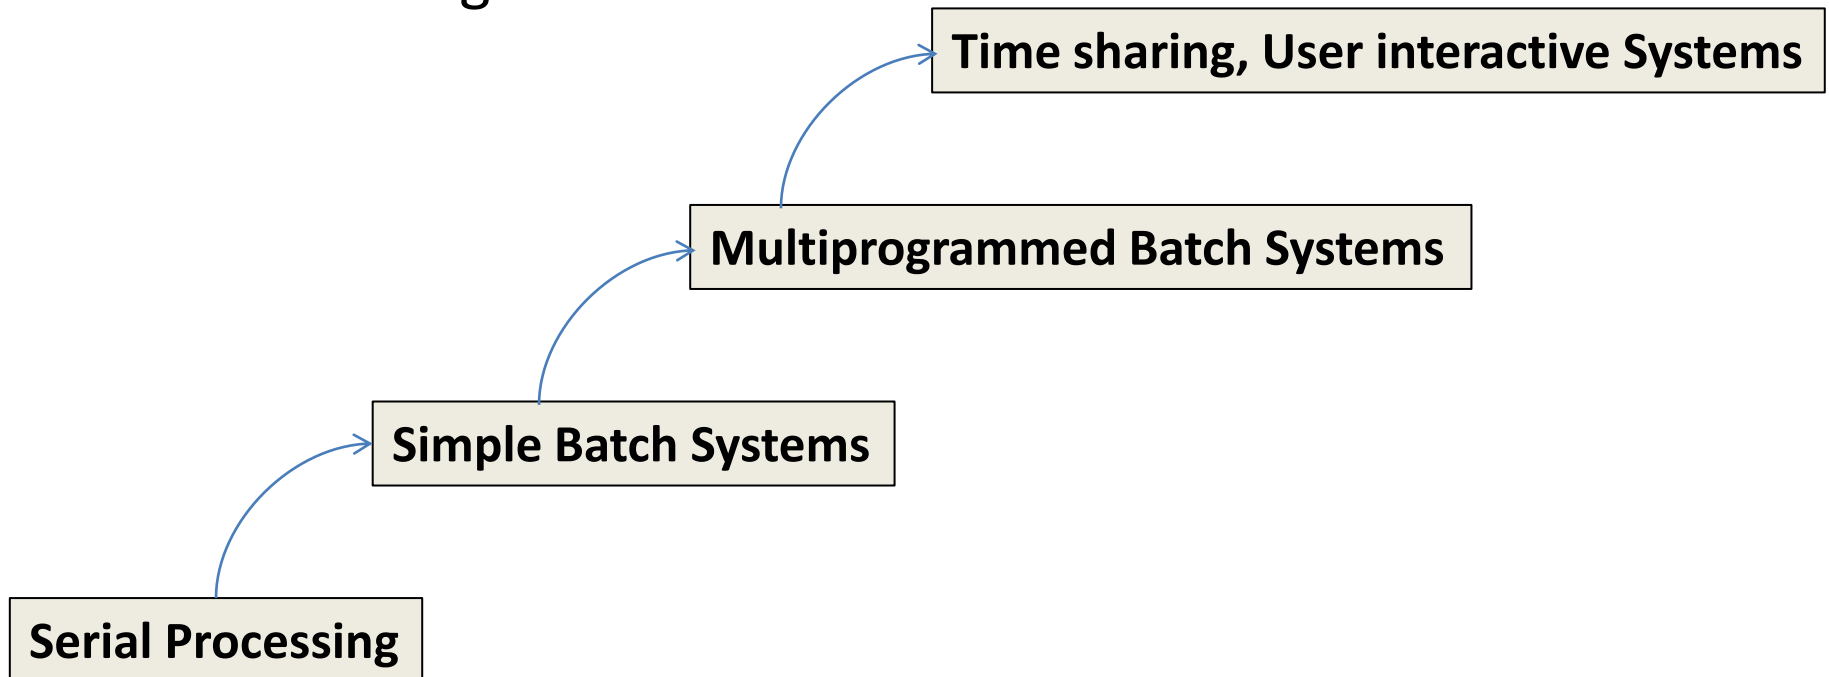 Time sharing, User interactive Systems
Multiprogrammed Batch Systems
Simple Batch Systems
Serial Processing